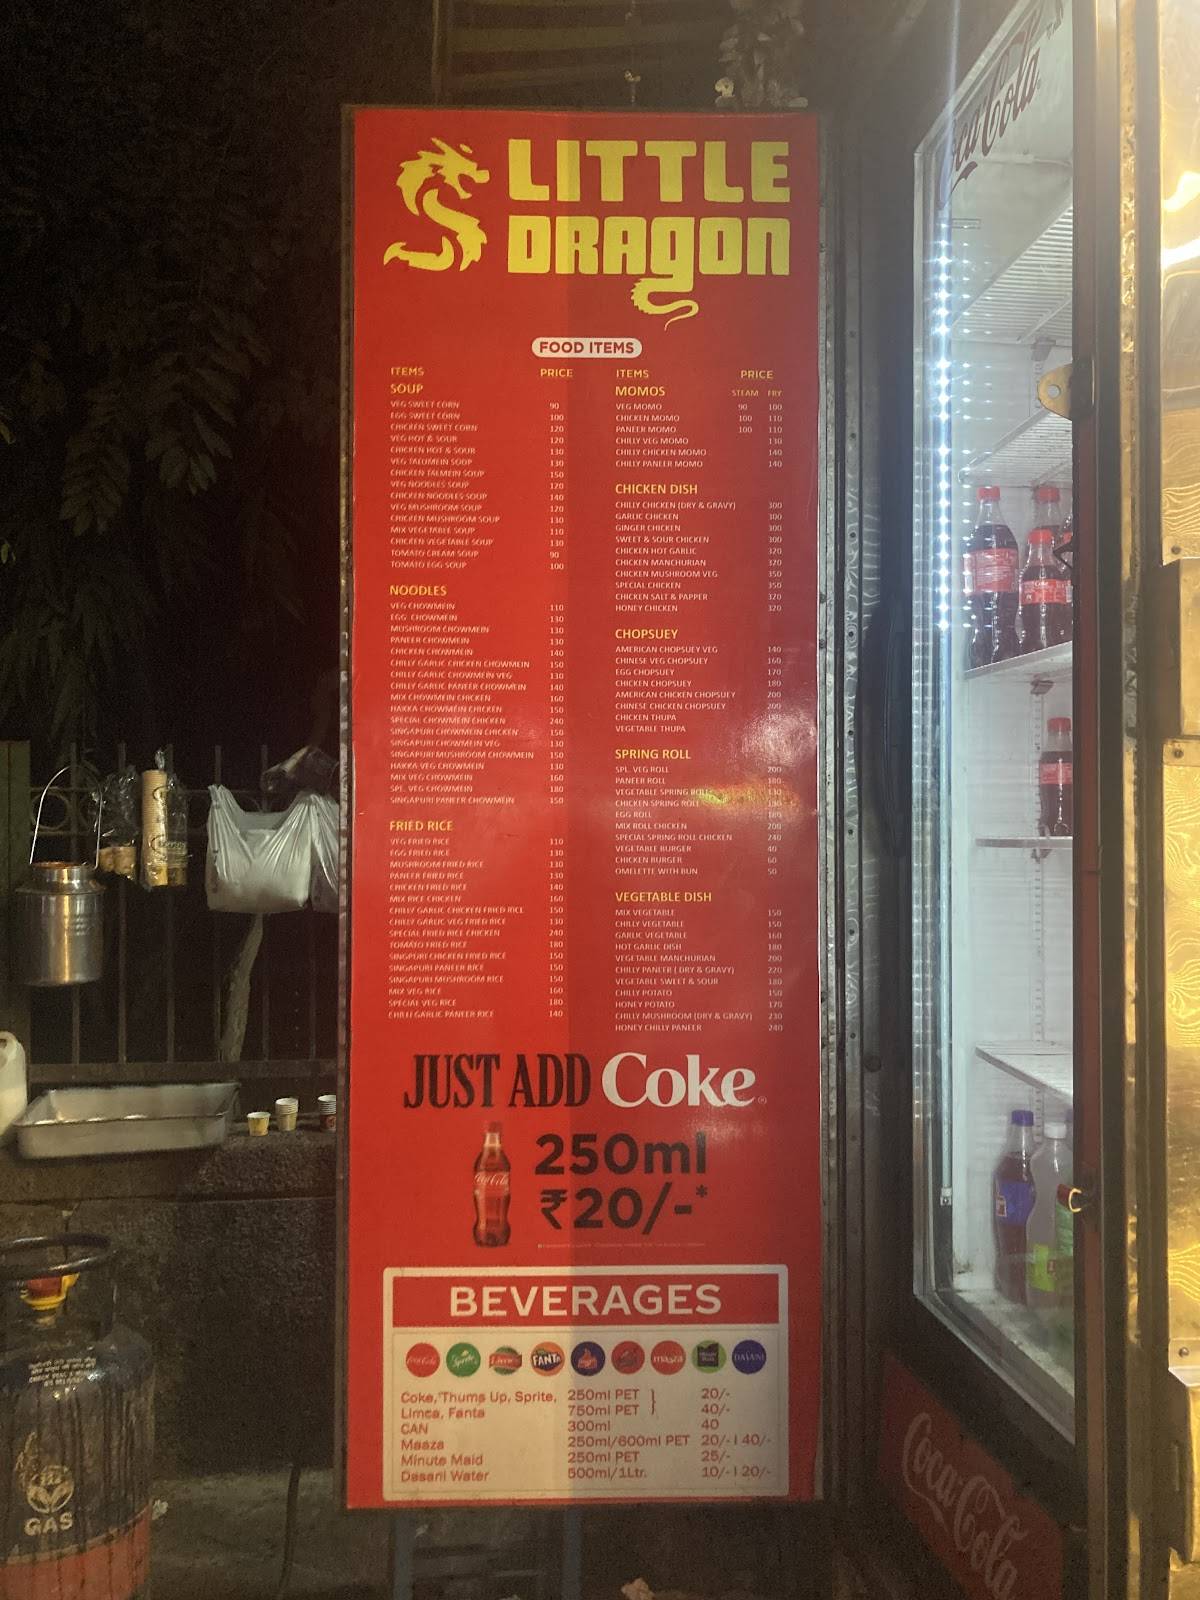 LITTLE
DRAGON
FOOD ITEMS
ITEMS PRICE
SOUP
VEG SWEET CORN 90
EGG SWEET CORN 100
CHICKEN SWEET CORN 120
VEG HOT & SOUR 120
CHICKEN HOT & SOUR 130
VEG TALUMEIN SOUP 130
CHICKEN TALMEIN SOUP 150
VEG NOODLES SOUP 120
CHICKEN NOODLES SOUP 140
VEG MUSHROOM SOUP 120
CHICKEN MUSHROOM SOUP 130
MIX VEGETABLE SOUP 110
CHICKEN VEGETABLE SOUP 130
TOMATO CREAM SOUP 90
TOMATO EGG SOUP 100
NOODLES
VEG CHOWMEIN 110
EGG CHOWMEIN 130
MUSHROOM CHOWMEIN 130
PANEER CHOWMEIN 130
CHICKEN CHOWMEIN 140
CHILLY GARLIC CHICKEN CHOWMEIN 150
CHILLY GARLIC CHOWMEIN VEG 130
CHILLY GARLIC PANEER CHOWMEIN 140
MIX CHOWMEIN CHICKEN 160
HAKKA CHOWMEIN CHICKEN 150
SPECIAL CHOWMEIN CHICKEN 240
SINGAPURI CHOWMEIN CHICKEN 150
SINGAPURI CHOWMEIN VEG 130
SINGAPURI MUSHROOM CHOWMEIN 150
HAKKA VEG CHOWMEIN 130
MIX VEG CHOWMEIN 160
SPE. VEG CHOWMEIN 180
SINGAPURI PANEER CHOWMEIN 150
FRIED RICE
VEG FRIED RICE 110
EGG FRIED RICE 130
MUSHROOM FRIED RICE 130
PANEER FRIED RICE 130
CHICKEN FRIED RICE 140
MIX RICE CHICKEN 160
CHILLY GARLIC CHICKEN FRIED RICE 150
CHILLY GARLIC VEG FRIED RICE 130
SPECIAL FRIED RICE CHICKEN 240
TOMATO FRIED RICE 180
SINGPURI CHICKEN FRIED RICE 150
SINGAPURI PANEER RICE 150
SINGAPURI MUSHROOM RICE 150
MIX VEG RICE 160
SPECIAL VEG RICE 180
CHILLI GARLIC PANEER RICE 140
ITEMS PRICE
MOMOS STEAM FRY
VEG MOMO 90 100
CHICKEN MOMO 100 110
PANEER MOMO 100 110
CHILLY VEG MOMO 130
CHILLY CHICKEN MOMO 140
CHILLY PANEER MOMO 140
CHICKEN DISH
CHILLY CHICKEN (DRY & GRAVY) 300
GARLIC CHICKEN 300
GINGER CHICKEN 300
SWEET & SOUR CHICKEN 300
CHICKEN HOT GARLIC 320
CHICKEN MANCHURIAN 320
CHICKEN MUSHROOM VEG 350
SPECIAL CHICKEN 350
CHICKEN SALT & PAPPER 320
HONEY CHICKEN 320
CHOPSUEY
AMERICAN CHOPSUEY VEG 140
CHINESE VEG CHOPSUEY 160
EGG CHOPSUEY 170
CHICKEN CHOPSUEY 180
AMERICAN CHICKEN CHOPSUEY 200
CHINESE CHICKEN CHOPSUEY 200
CHICKEN THUPA
VEGETABLE THUPA
SPRING ROLL
SPL. VEG ROLL 200
PANEER ROLL 180
VEGETABLE SPRING ROLL 130
CHICKEN SPRING ROLL 180
EGG ROLL 180
MIX ROLL CHICKEN 200
SPECIAL SPRING ROLL CHICKEN 240
VEGETABLE BURGER 40
CHICKEN BURGER 60
OMELETTE WITH BUN 50
VEGETABLE DISH
MIX VEGETABLE 150
CHILLY VEGETABLE 150
GARLIC VEGETABLE 160
HOT GARLIC DISH 180
VEGETABLE MANCHURIAN 200
CHILLY PANEER ( DRY & GRAVY) 220
VEGETABLE SWEET & SOUR 180
CHILLY POTATO 150
HONEY POTATO 170
CHILLY MUSHROOM (DRY & GRAVY) 230
HONEY CHILLY PANEER 240
JUST ADD Coke®
250ml
₹20/-*
BEVERAGES
Coca-Cola Sprite Limca FANTA maaza DASANI
Coke, Thums Up, Sprite, 250ml PET 20/-
Limca, Fanta 750ml PET 40/-
CAN 300ml 40
Maaza 250ml/600ml PET 20/- | 40/-
Minute Maid 250ml PET 25/-
Dasani Water 500ml/1Ltr. 10/- | 20/-
Coca-Cola
Coca-Cola
GAS